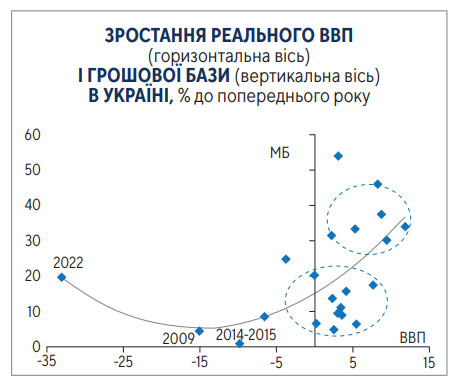 ЗРОСТАННЯ РЕАЛЬНОГО ВВП
(горизонтальна вісь)
І ГРОШОВОЇ БАЗИ (вертикальна вісь)
В УКРАЇНІ, % до попереднього року
60
МБ
50
40
30
2022
20
10
2009
2014-2015
ВВП
0
-35
-25
-15
-5
5
15